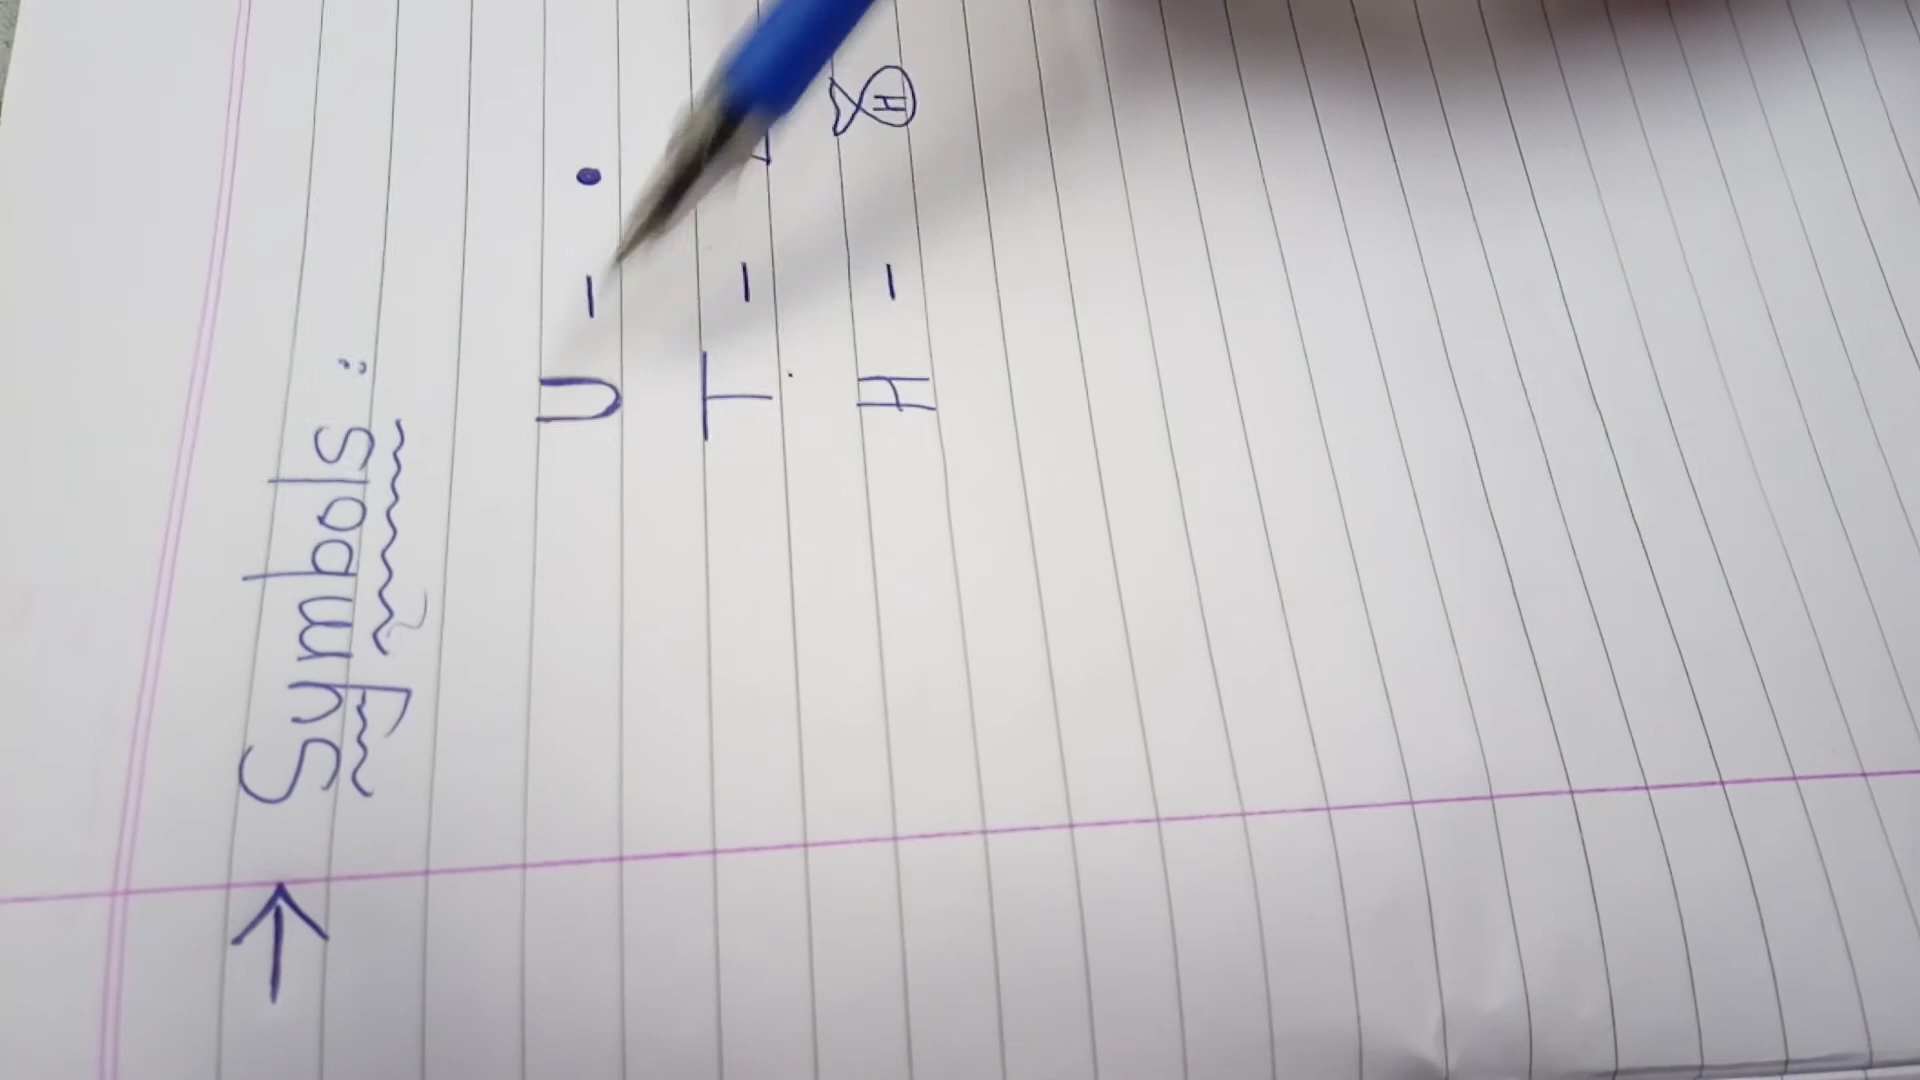 → Symbols :
U - •
T -
H - H